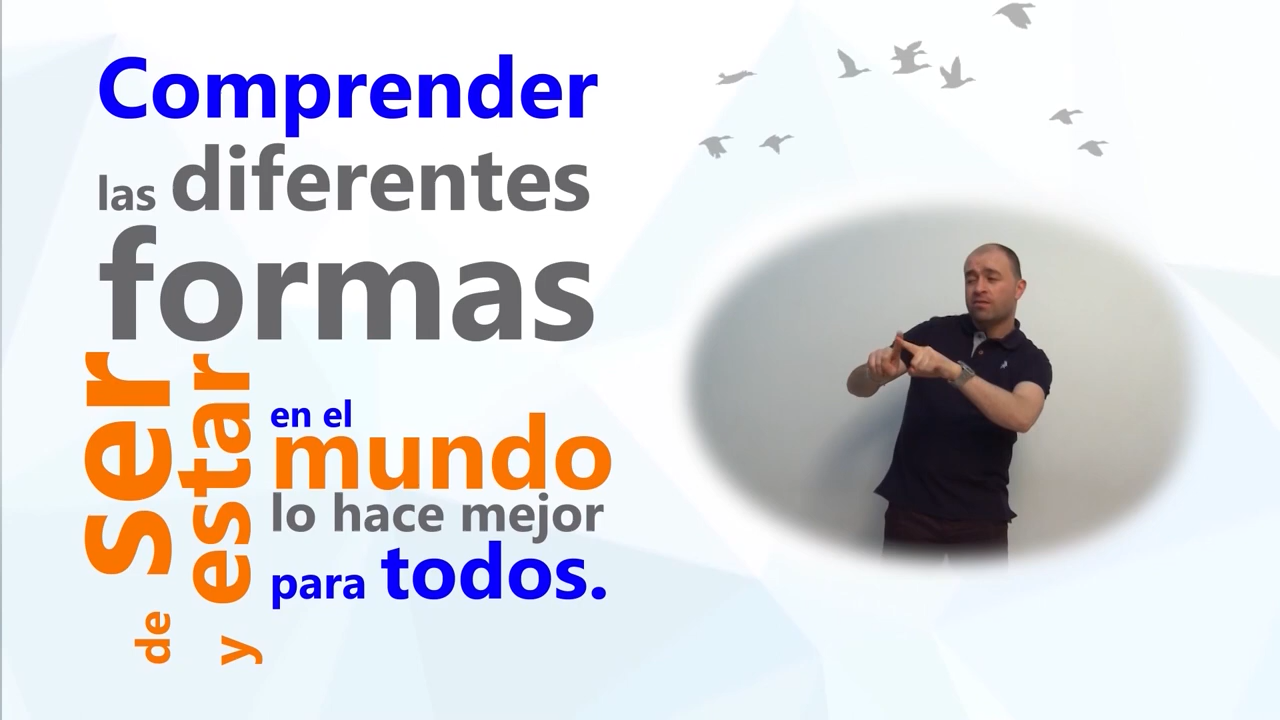 Comprender
las diferentes
formas
de ser
y estar
en el
mundo
lo hace mejor
para todos.